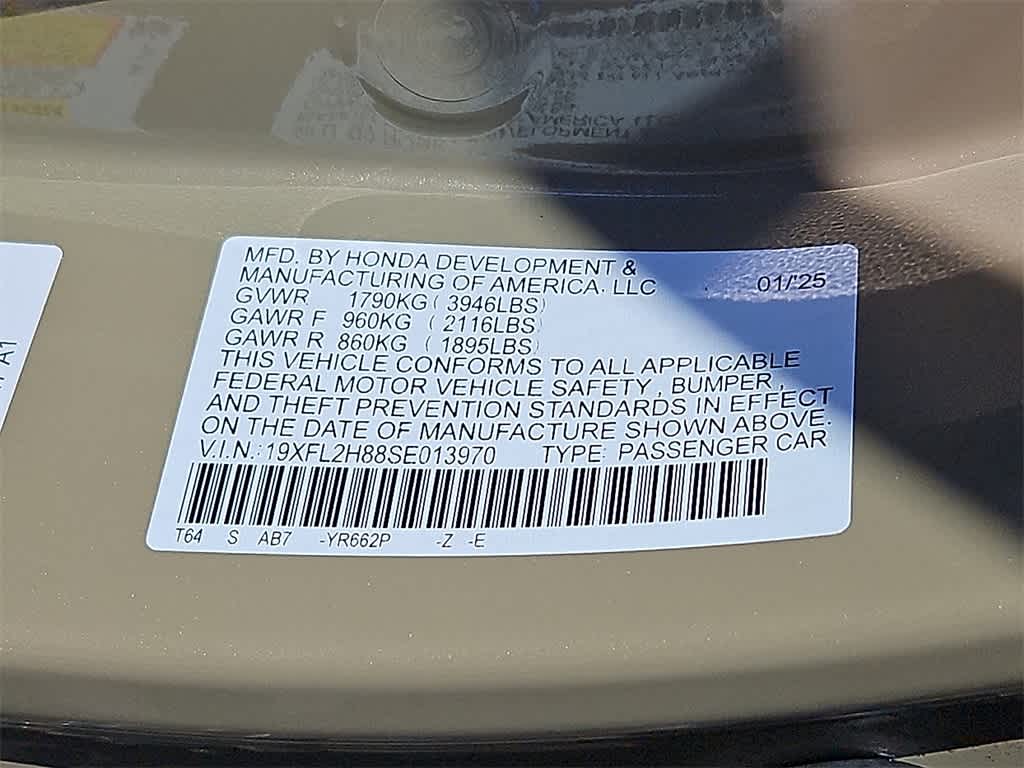 MFD. BY HONDA DEVELOPMENT &
MANUFACTURING OF AMERICA. LLC 01/'25
GVWR 1790KG ( 3946LBS)
GAWR F 960KG ( 2116LBS)
GAWR R 860KG ( 1895LBS)
THIS VEHICLE CONFORMS TO ALL APPLICABLE
FEDERAL MOTOR VEHICLE SAFETY, BUMPER,
AND THEFT PREVENTION STANDARDS IN EFFECT
ON THE DATE OF MANUFACTURE SHOWN ABOVE.
V.I.N.: 19XFL2H88SE013970 TYPE: PASSENGER CAR
T64 S AB7 -YR662P -Z -E
A1